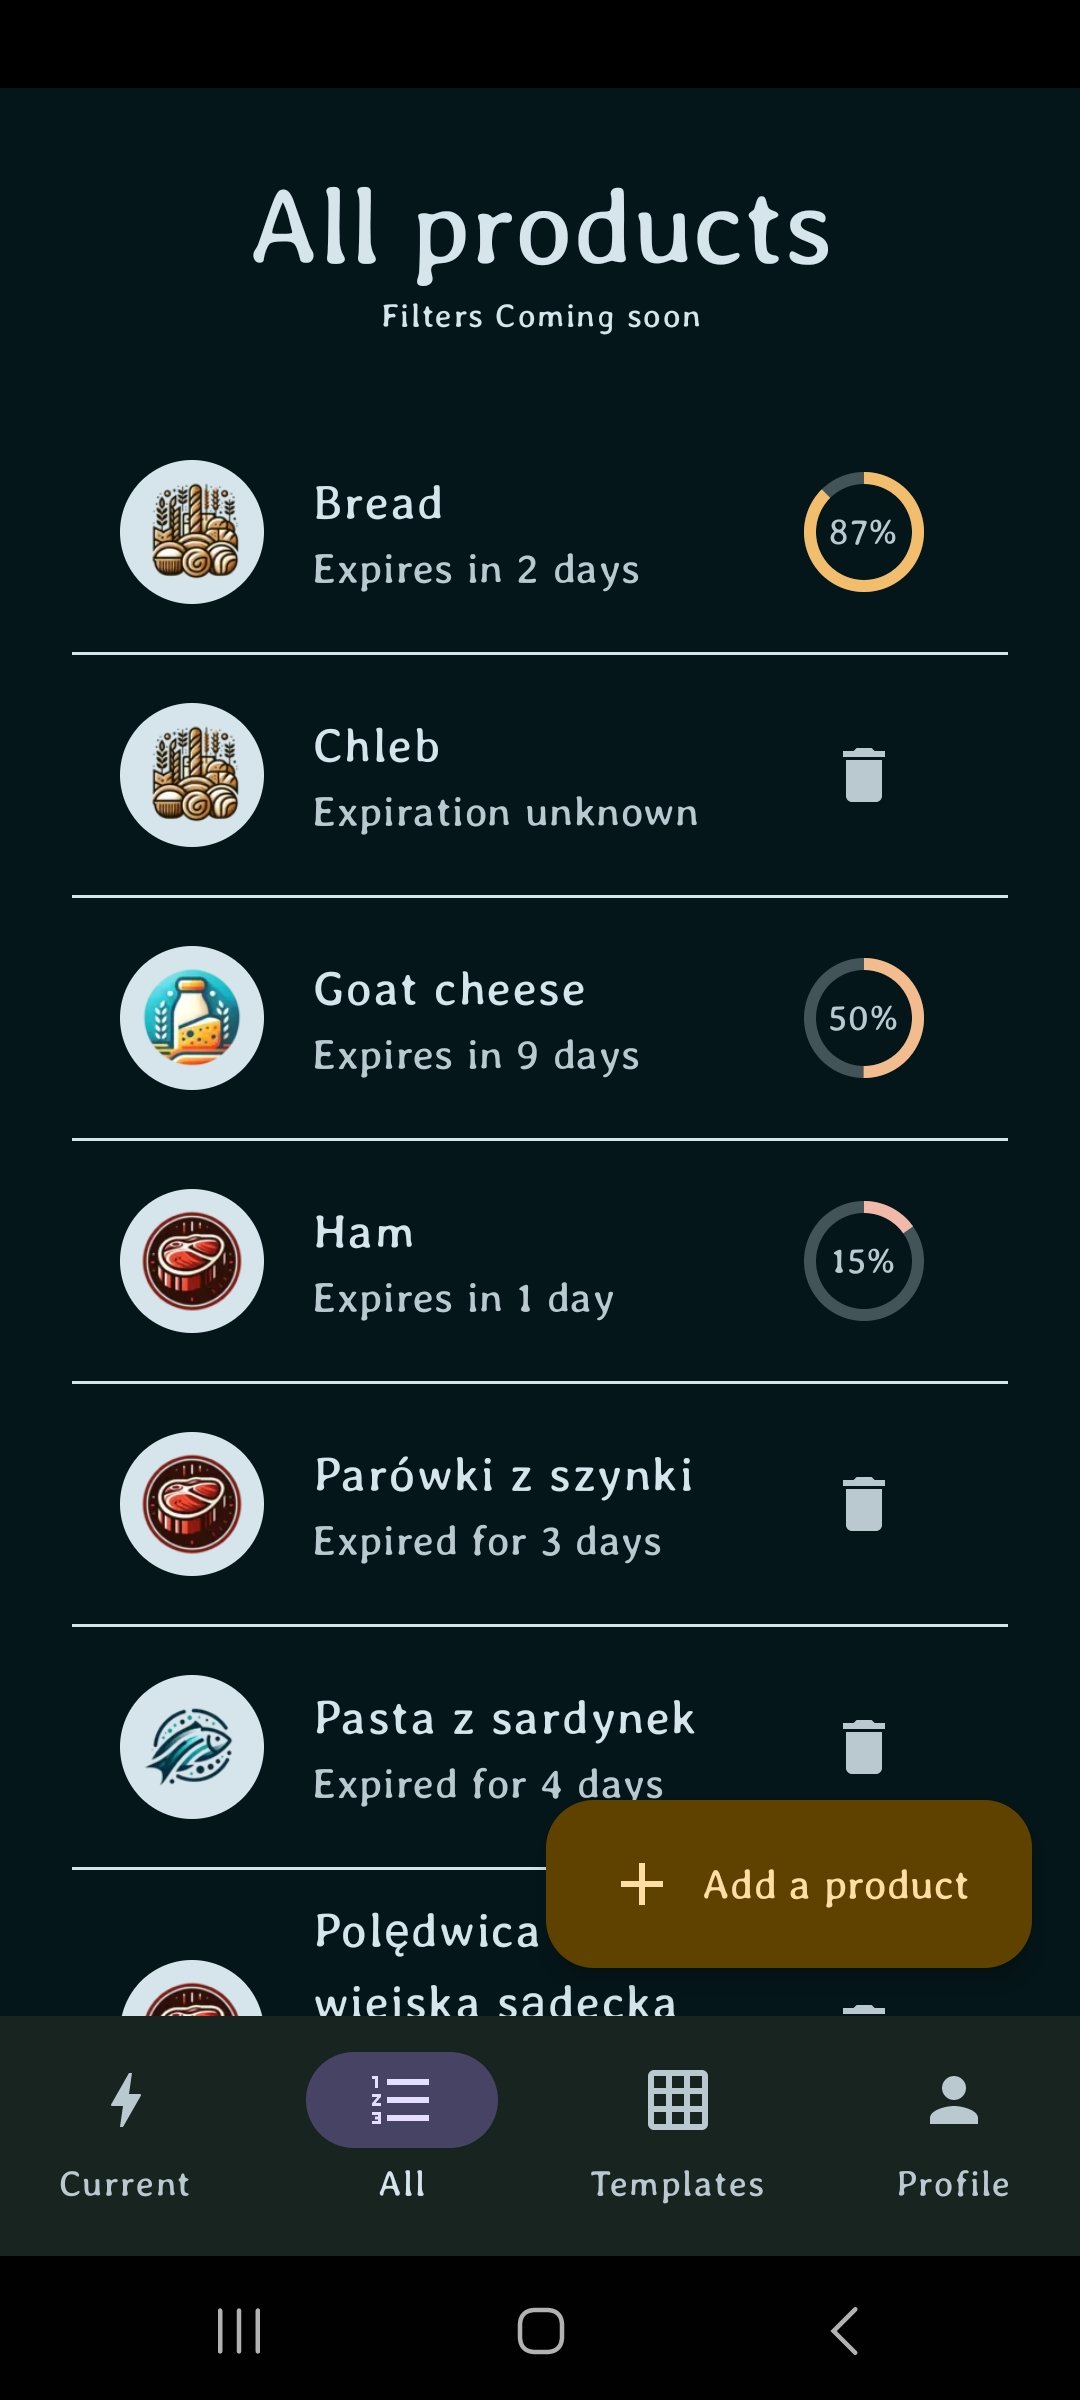 All products
Filters Coming soon
Bread
Expires in 2 days
87%
Chleb
Expiration unknown
Goat cheese
Expires in 9 days
50%
Ham
Expires in 1 day
15%
Parówki z szynki
Expired for 3 days
Pasta z sardynek
Expired for 4 days
Add a product
Polędwica
wiejska sądecka
Current
All
Templates
Profile